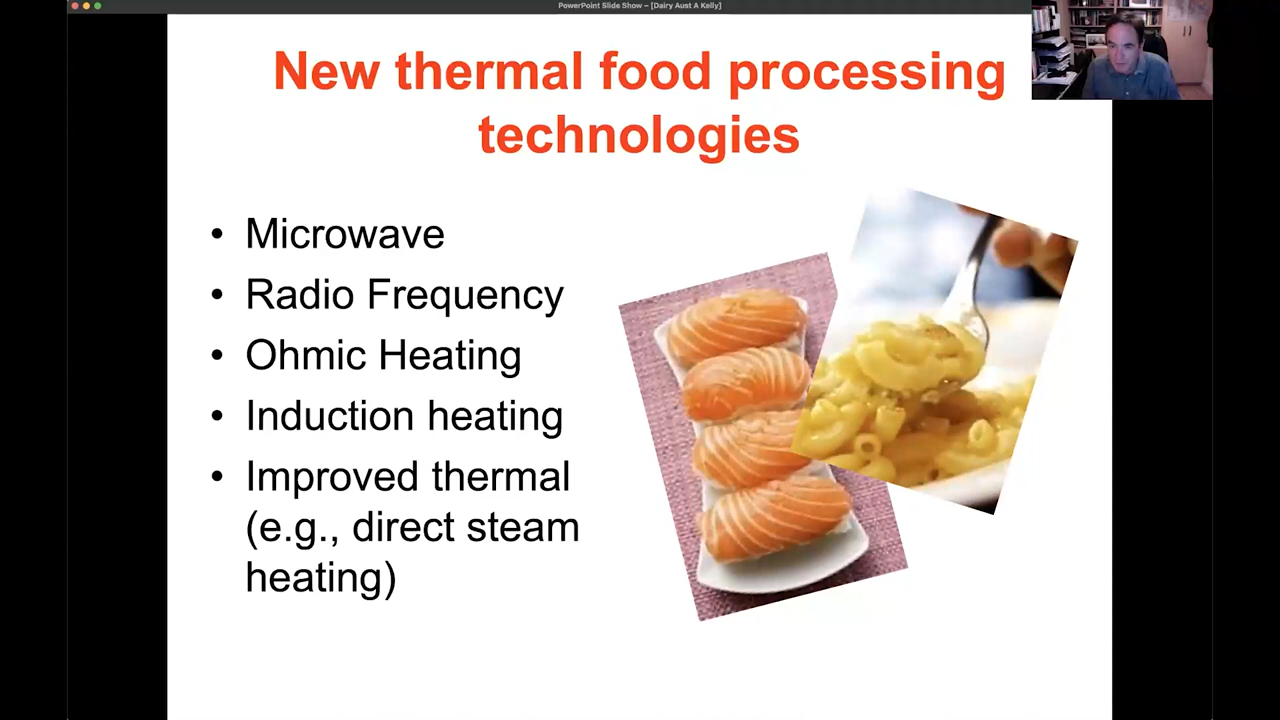 PowerPoint Slide Show – [Dairy Aust A Kelly]
New thermal food processing
technologies
• Microwave
• Radio Frequency
• Ohmic Heating
• Induction heating
• Improved thermal
(e.g., direct steam
heating)